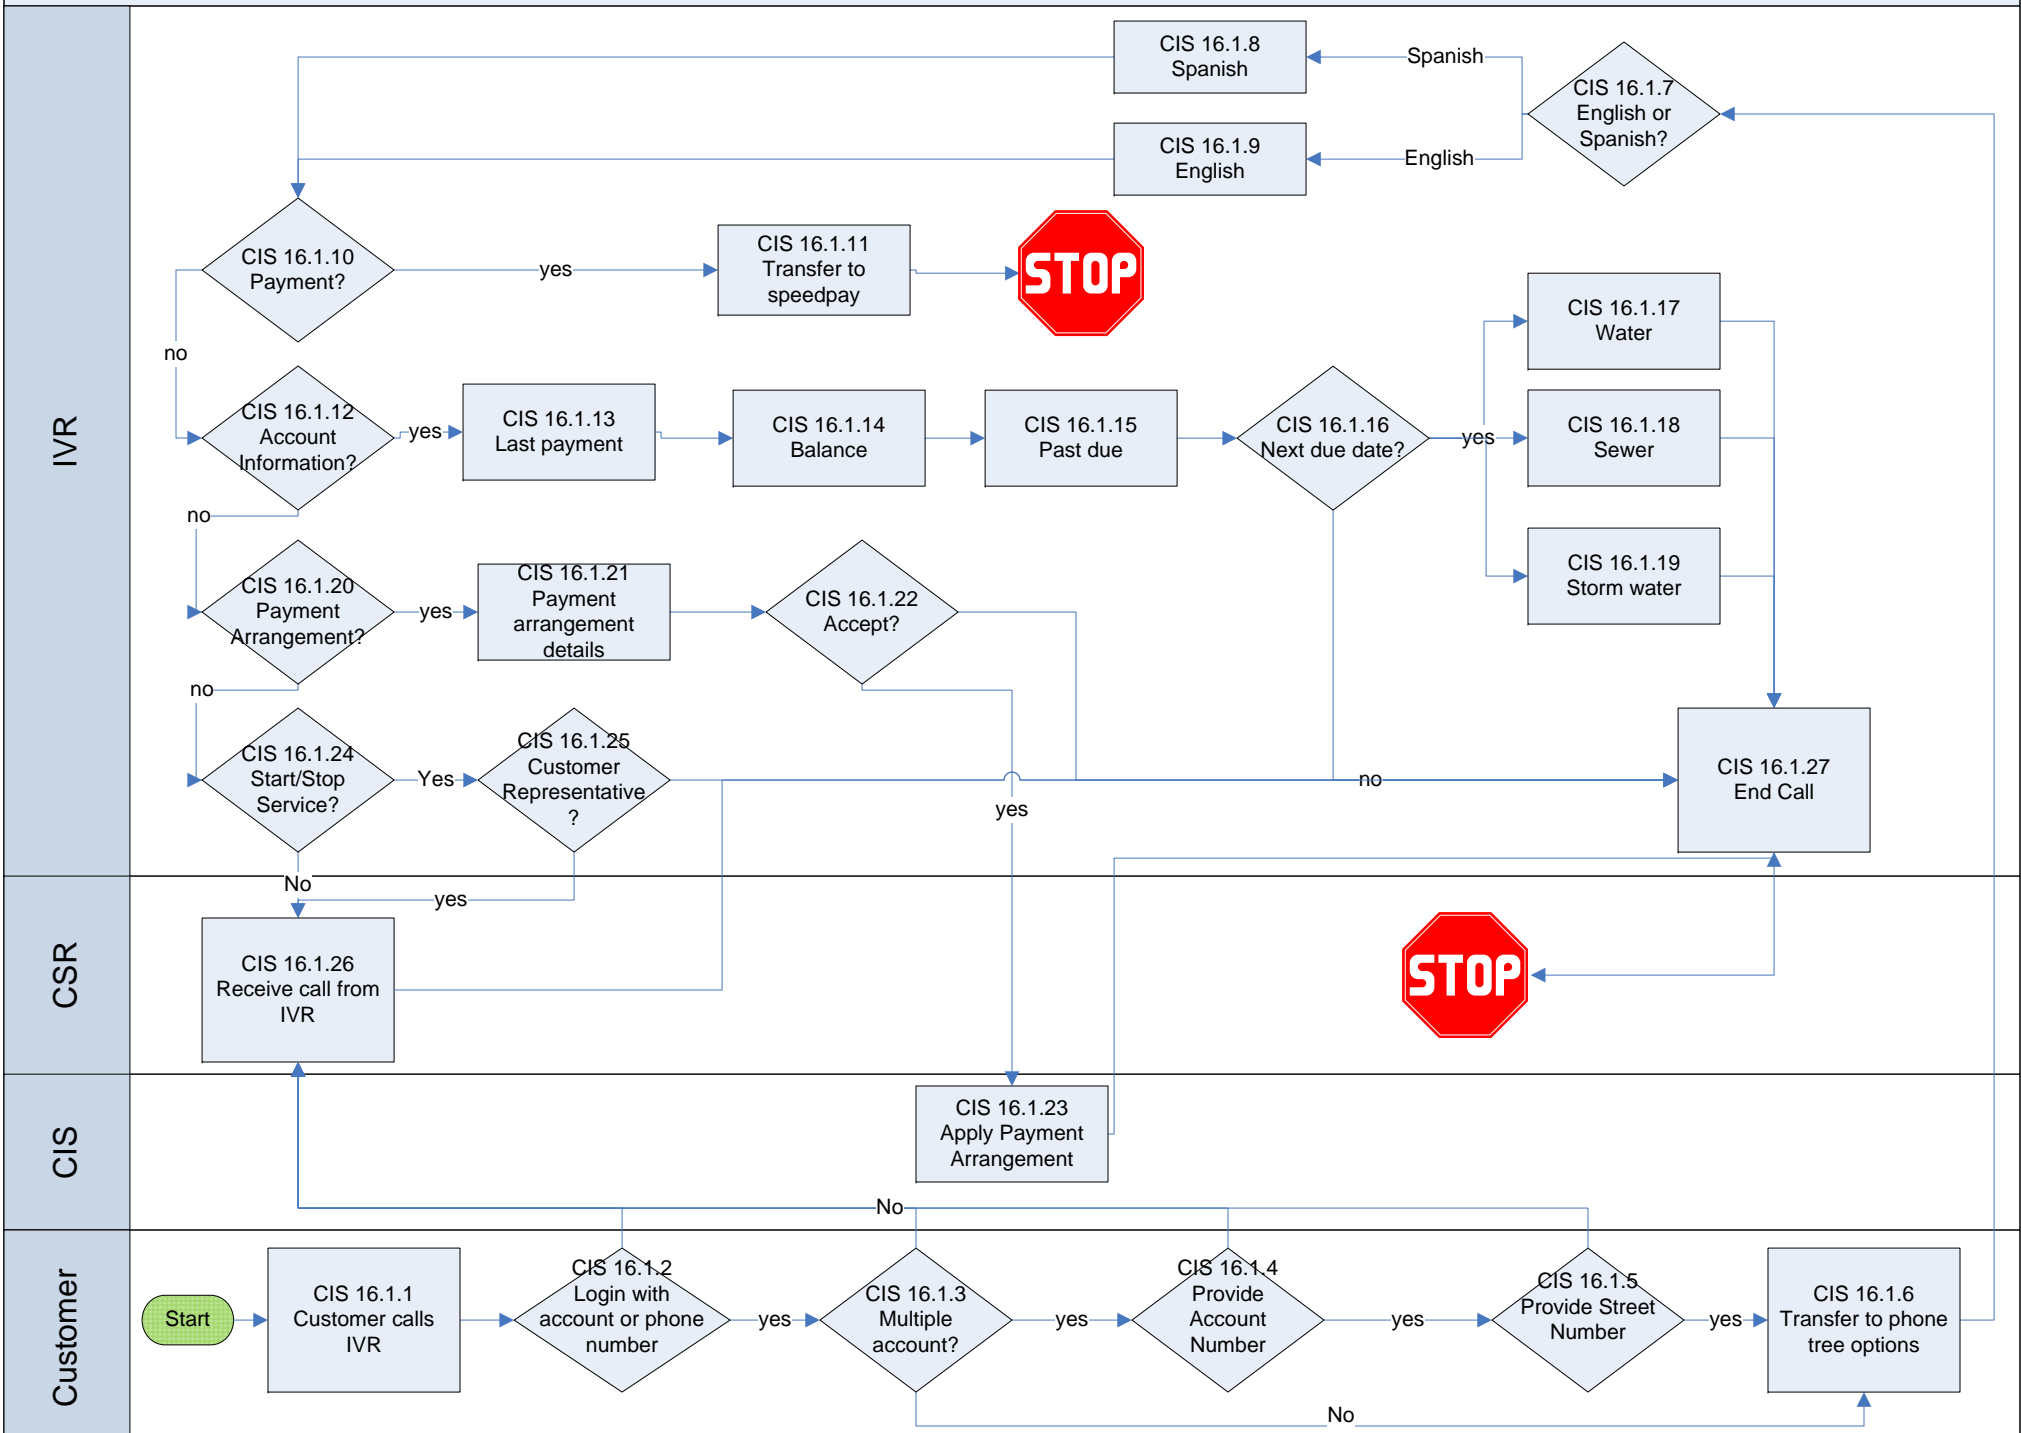 IVR
CIS 16.1.8
Spanish
Spanish
CIS 16.1.7
English or
Spanish?
CIS 16.1.9
English
English
CIS 16.1.10
Payment?
yes
CIS 16.1.11
Transfer to
speedpay
STOP
no
CIS 16.1.12
Account
Information?
yes
CIS 16.1.13
Last payment
CIS 16.1.14
Balance
CIS 16.1.15
Past due
CIS 16.1.16
Next due date?
yes
CIS 16.1.17
Water
CIS 16.1.18
Sewer
CIS 16.1.19
Storm water
no
CIS 16.1.20
Payment
Arrangement?
yes
CIS 16.1.21
Payment
arrangement
details
CIS 16.1.22
Accept?
no
CIS 16.1.24
Start/Stop
Service?
Yes
CIS 16.1.25
Customer
Representative
?
yes
no
CIS 16.1.27
End Call
CSR
No
yes
CIS 16.1.26
Receive call from
IVR
STOP
CIS
CIS 16.1.23
Apply Payment
Arrangement
No
Customer
Start
CIS 16.1.1
Customer calls
IVR
CIS 16.1.2
Login with
account or phone
number
yes
CIS 16.1.3
Multiple
account?
yes
CIS 16.1.4
Provide
Account
Number
yes
CIS 16.1.5
Provide Street
Number
yes
CIS 16.1.6
Transfer to phone
tree options
No